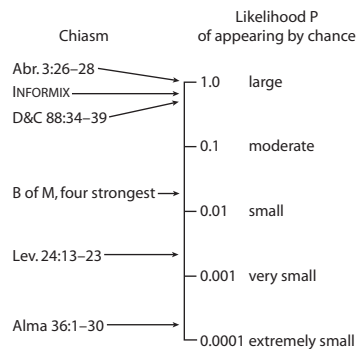 Likelihood P
Chiasm of appearing by chance
Abr. 3:26–28
1.0 large
INFORMIX
D&C 88:34–39
0.1 moderate
B of M, four strongest
0.01 small
Lev. 24:13–23
0.001 very small
Alma 36:1–30
0.0001 extremely small